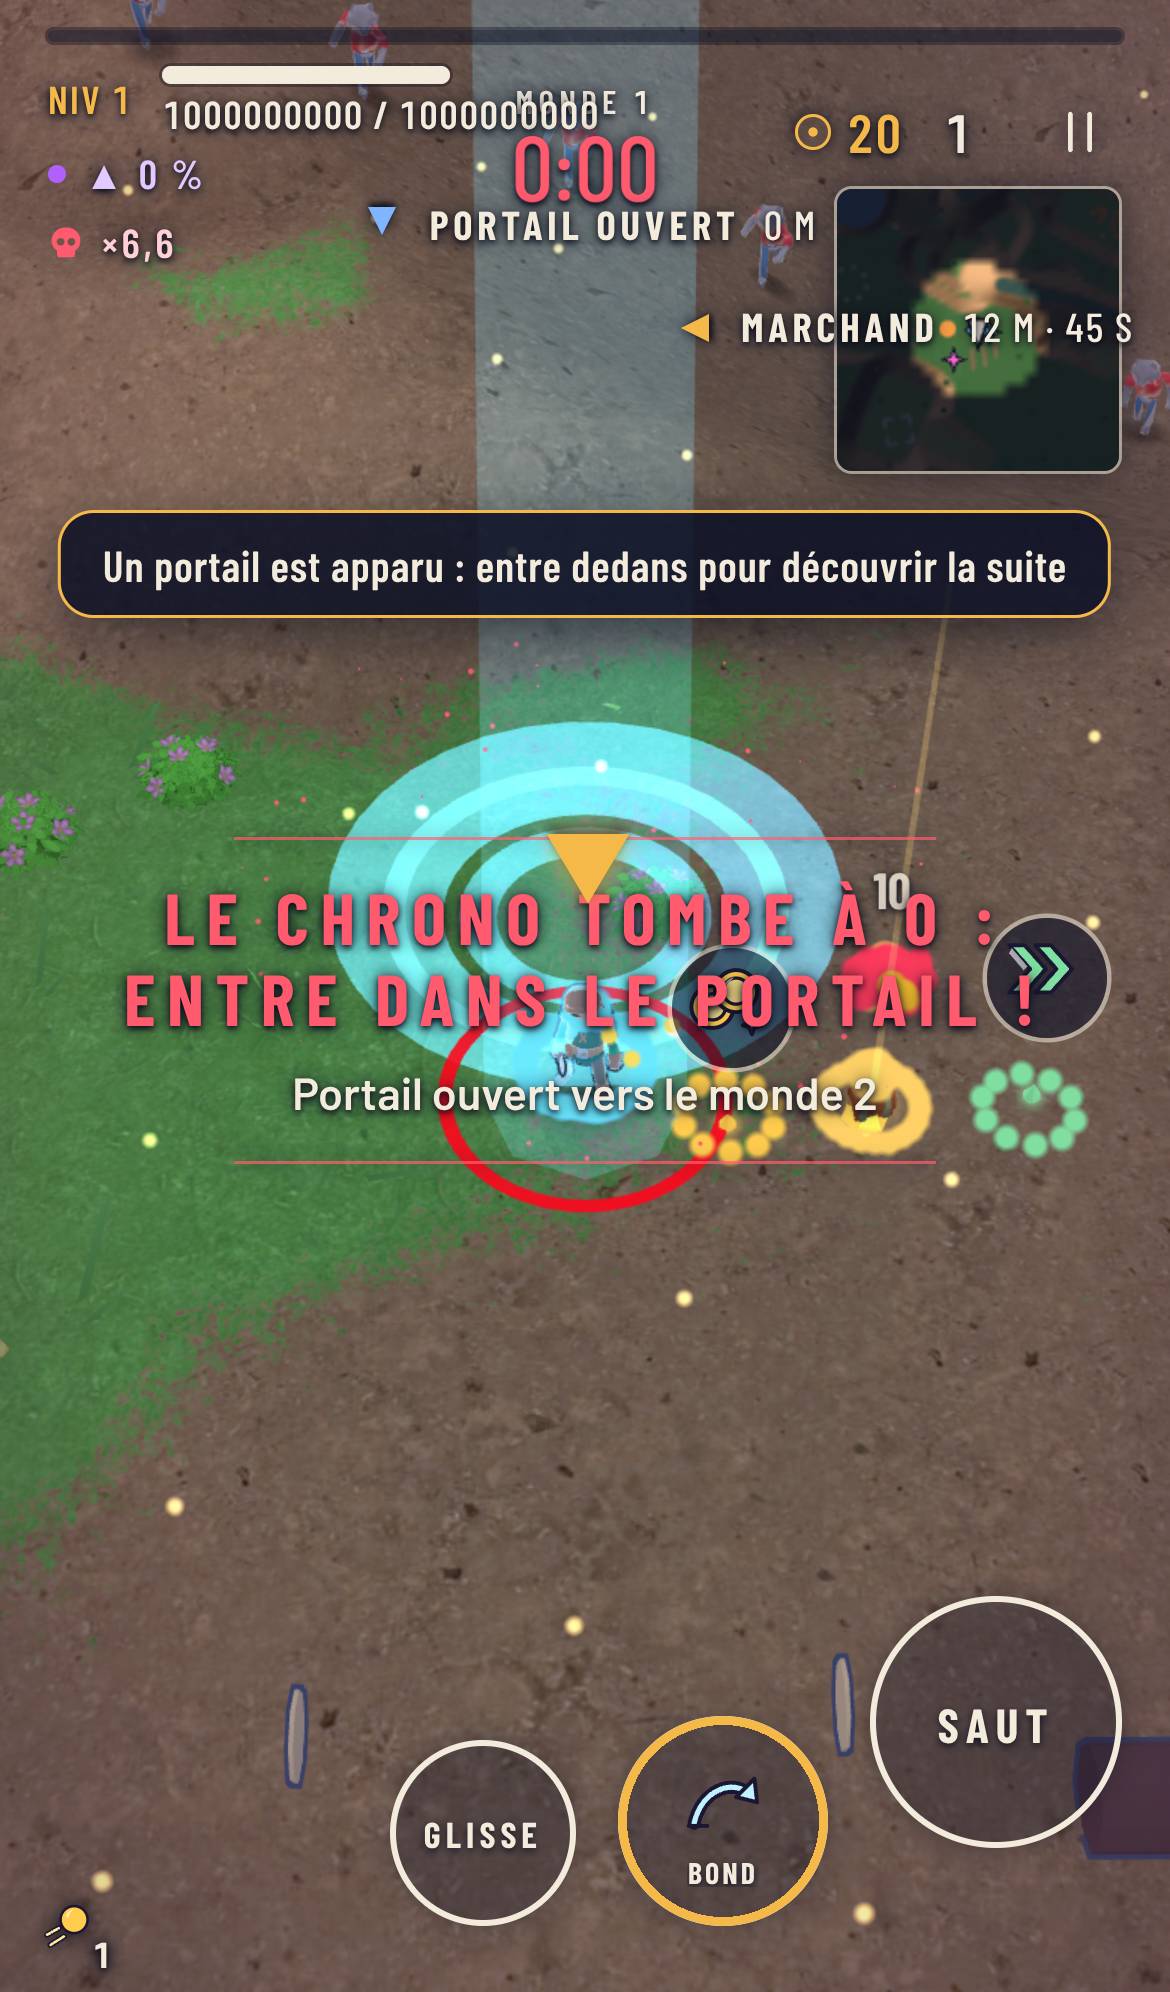 NIV 1
1000000000 / 1000000000
MONDE 1
0:00
20
1
0 %
×6,6
PORTAIL OUVERT 0 M
MARCHAND 12 M · 45 S
Un portail est apparu : entre dedans pour découvrir la suite
10
LE CHRONO TOMBE À 0 :
ENTRE DANS LE PORTAIL !
Portail ouvert vers le monde 2
SAUT
GLISSE
BOND
1